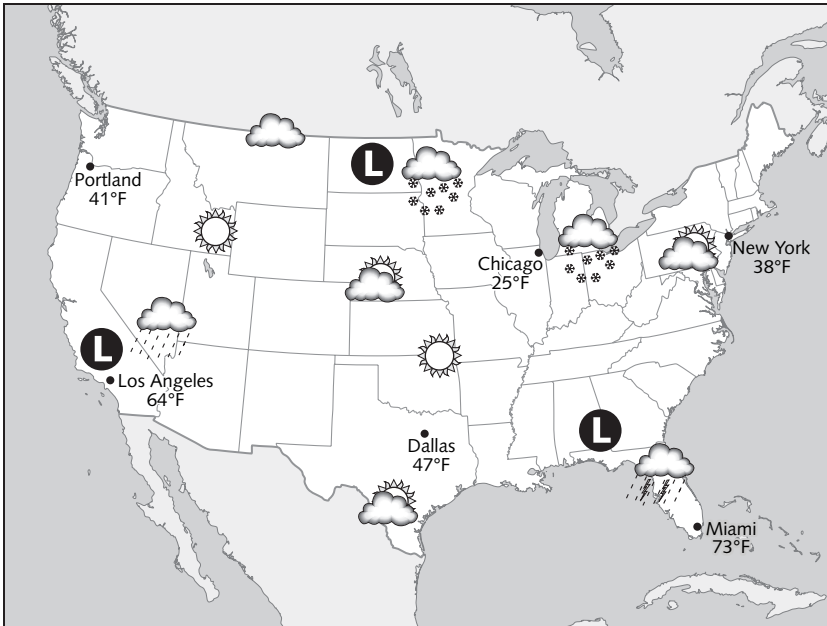 L
Portland
41°F
Chicago
25°F
New York
38°F
L
Los Angeles
64°F
L
Dallas
47°F
Miami
73°F